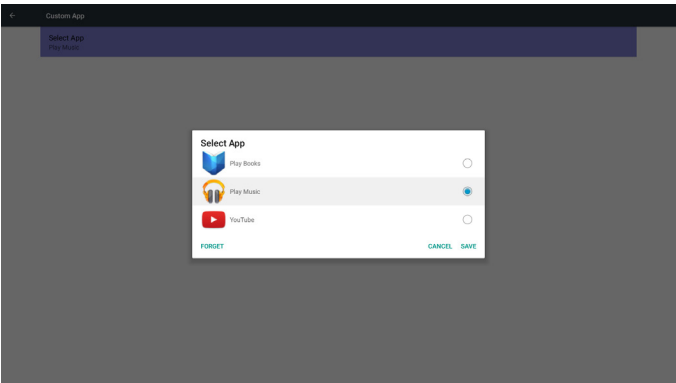 Custom App
Select App
Play Music
Select App
Play Books
Play Music
YouTube
FORGET CANCEL SAVE